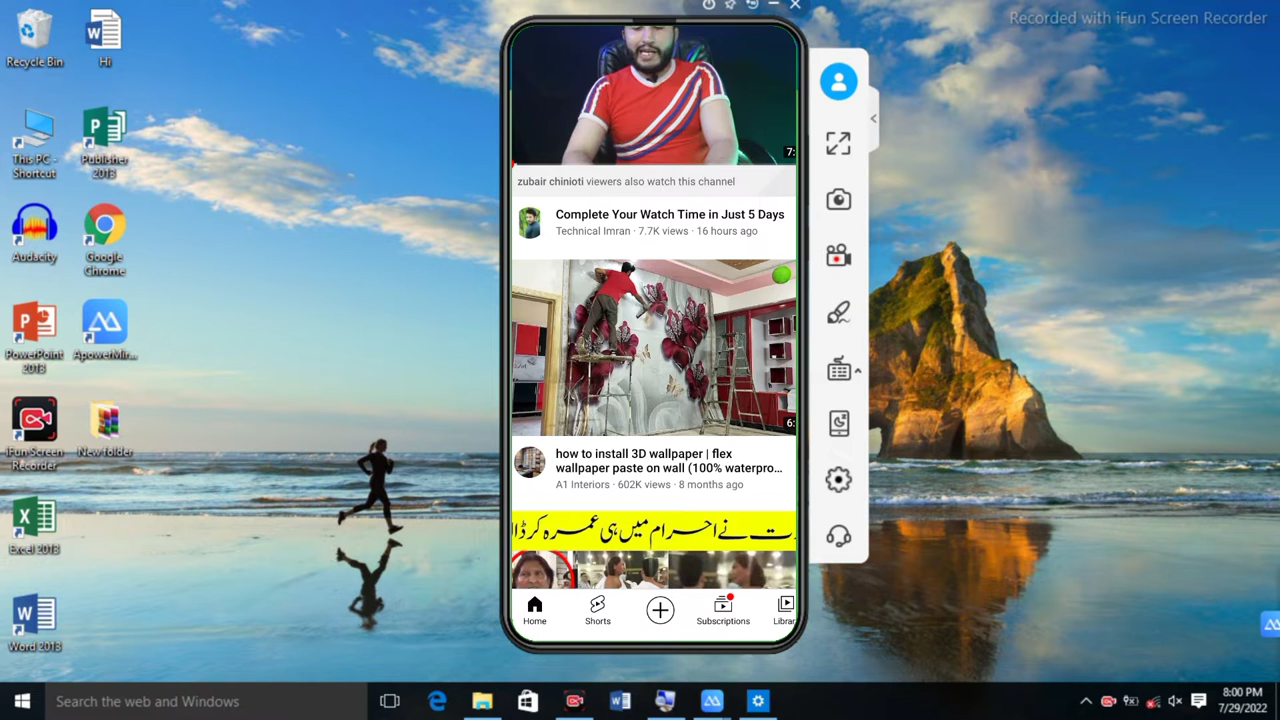 Recorded with iFun Screen Recorder
Recycle Bin
Hi
This PC - Shortcut
Publisher 2013
Audacity
Google Chrome
PowerPoint 2013
ApowerMir...
iFun Screen Recorder
New folder
Excel 2013
Word 2013
7:
zubair chinioti viewers also watch this channel
Complete Your Watch Time in Just 5 Days
Technical Imran · 7.7K views · 16 hours ago
6:
how to install 3D wallpaper | flex
wallpaper paste on wall (100% waterpro...
A1 Interiors · 602K views · 8 months ago
نے احرام میں ہی عمرہ کر ڈالا
Home
Shorts
Subscriptions
Librar
Search the web and Windows
8:00 PM
7/29/2022